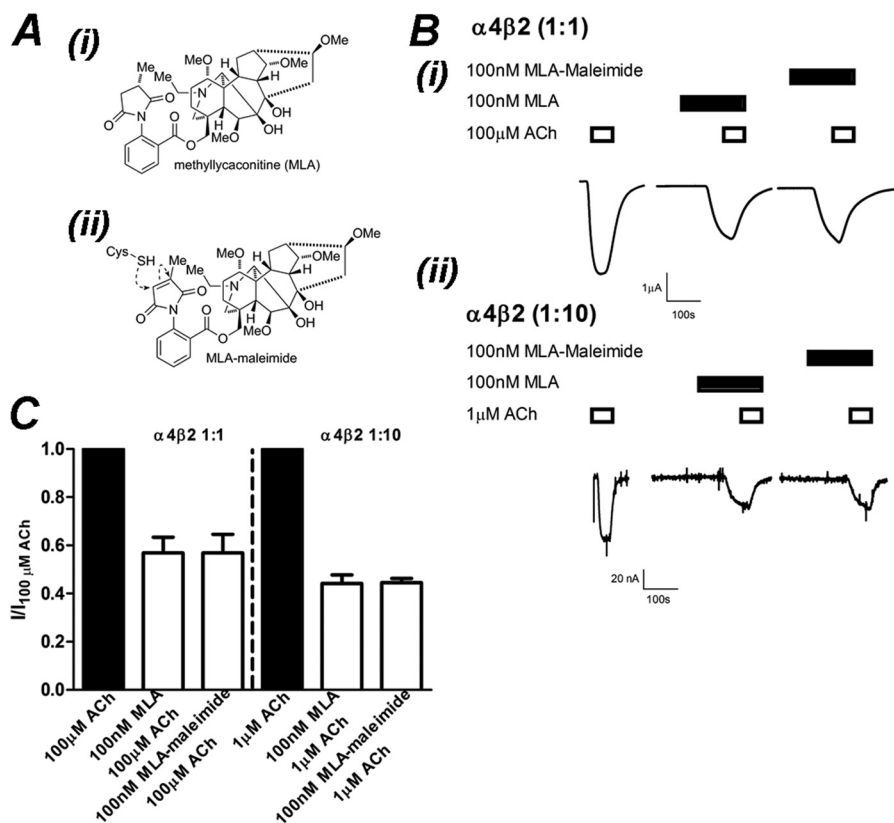 A
(i)
Me
OMe
OMe
MeO
Me
N
O
O
N
H
H
OH
OH
MeO
O
O
methyllycaconitine (MLA)
(ii)
Cys
SH
Me
OMe
OMe
MeO
Me
N
O
O
N
H
H
OH
OH
MeO
O
O
MLA-maleimide
B
α4β2 (1:1)
(i)
100nM MLA-Maleimide
100nM MLA
100μM ACh
1μA
100s
(ii)
α4β2 (1:10)
100nM MLA-Maleimide
100nM MLA
1μM ACh
20 nA
100s
C
α4β2 1:1
α4β2 1:10
I/I100 μM ACh
1.0
0.8
0.6
0.4
0.2
0.0
100μM ACh
100nM MLA
100μM ACh
100nM MLA-maleimide
100μM ACh
1μM ACh
100nM MLA
1μM ACh
100nM MLA-maleimide
1μM ACh